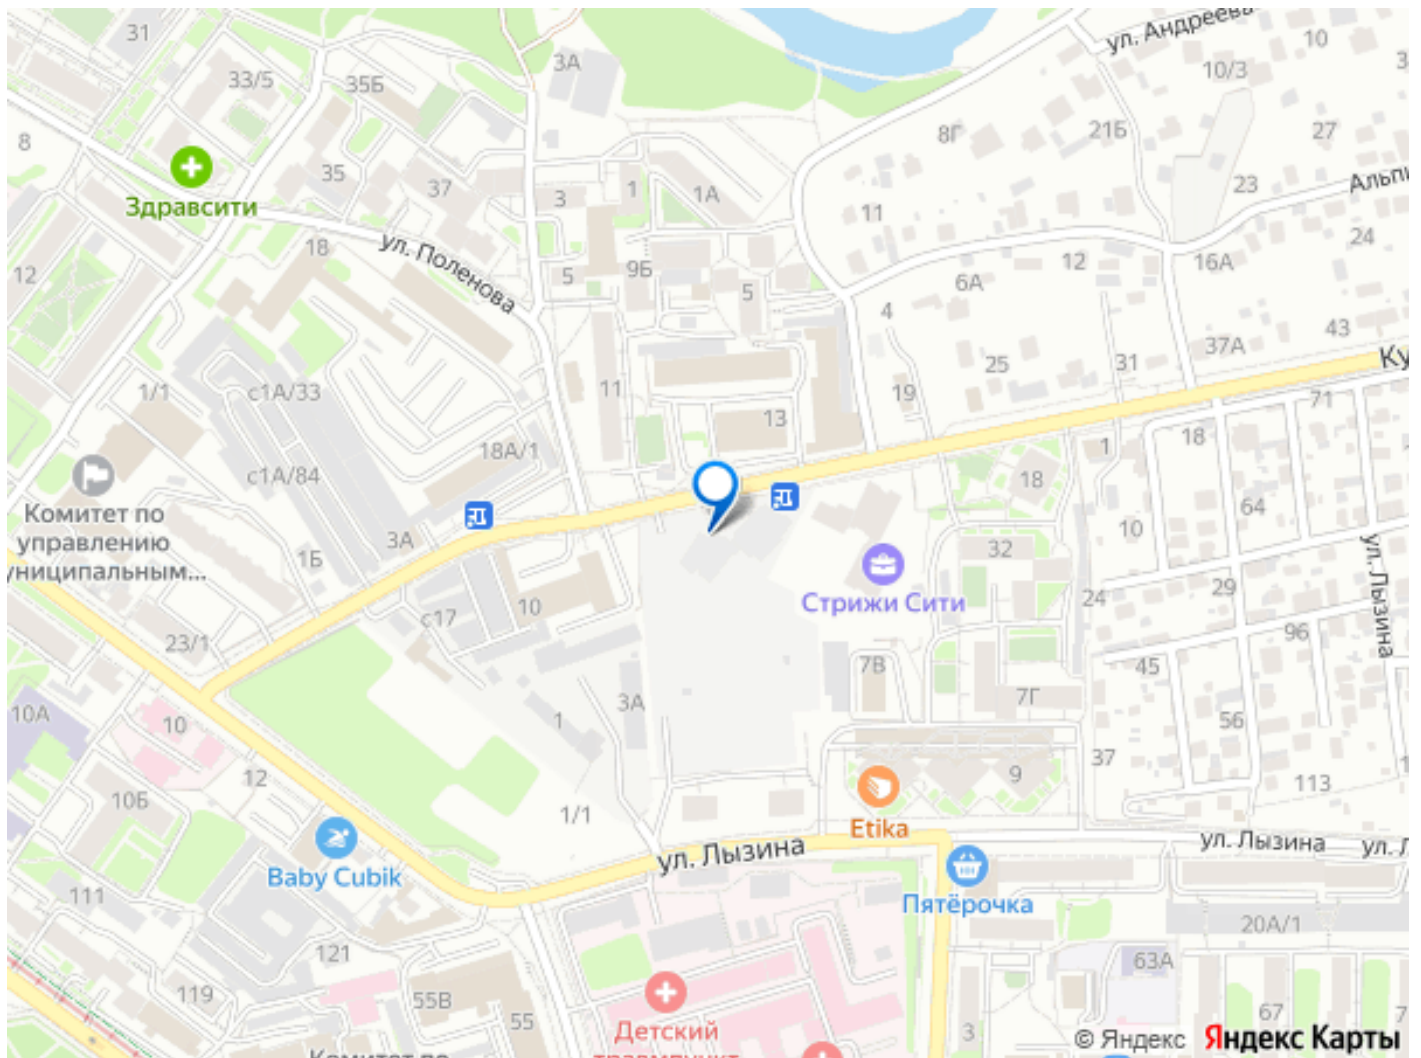 31
33/5
35Б
3А
ул. Андреева
10
10/3
8
8Г
21Б
27
Здравсити
35
37
3
1
1А
11
23
12
18
ул. Поленова
5
9Б
5
6А
12
16А
24
4
43
37А
1/1
с1А/33
11
25
31
19
13
71
18А/1
18
1
с1А/84
18
Комитет по
управлению
униципальным...
3А
64
10
1Б
32
ул. Лызина
Стрижи Сити
с17
10
24
29
96
23/1
45
7В
3А
7Г
10А
10
1
56
37
12
9
113
10Б
1/1
Etika
ул. Лызина
ул. Лызина
Baby Cubik
Пятёрочка
111
20А/1
121
63А
119
55В
55
67
3
Детский
© Яндекс
Яндекс Карты